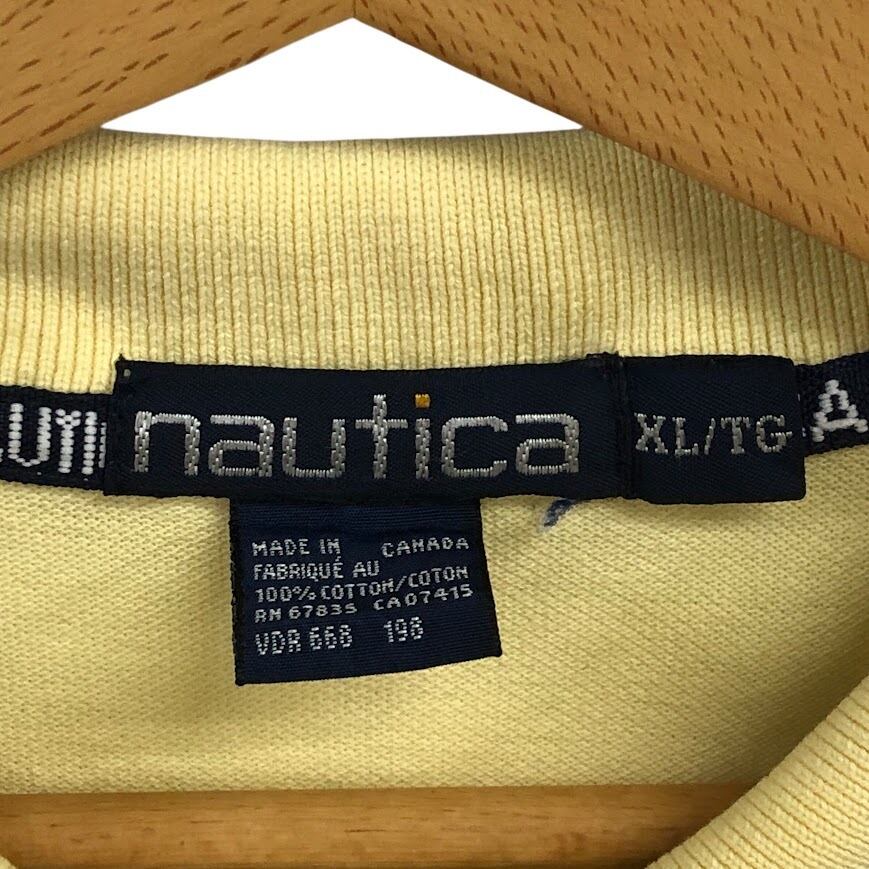 nautica
XL/TG
A
MADE IN CANADA
FABRIQUÉ AU
100% COTTON/COTON
RN 67835 CA07415
VDR 668 198